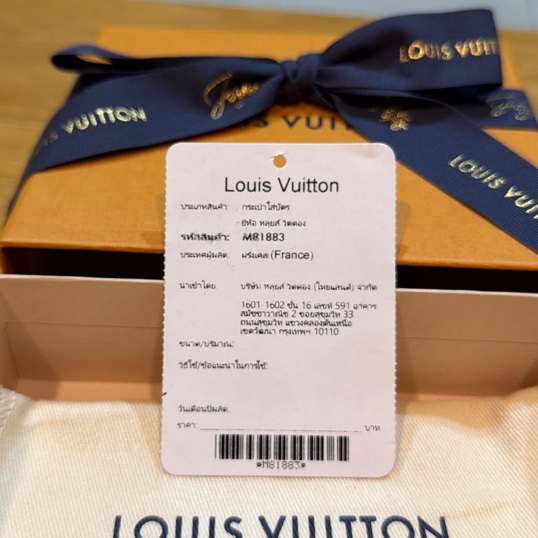 LOUIS VUITTON
LOUIS VUITTON
LOUIS VUIT
Louis Vuitton
ประเภทสินค้า: กระเป๋าใส่บัตร
ยี่ห้อ หลุยส์ วิตตอง
รหัสสินค้า: M81883
ประเทศผู้ผลิต: ฝรั่งเศส (France)
นำเข้าโดย: บริษัท หลุยส์ วิตตอง (ไทยแลนด์) จำกัด
1601-1602 ชั้น 16 เลขที่ 591 อาคาร
สมัชชาวาณิช 2 ซอยสุขุมวิท 33
ถนนสุขุมวิท แขวงคลองตันเหนือ
เขตวัฒนา กรุงเทพฯ 10110
ขนาด/ปริมาณ:
วิธีใช้/ข้อแนะนำในการใช้:
วันเดือนปีผลิต:
ราคา: บาท
*M81883*
LOUIS VUITTON